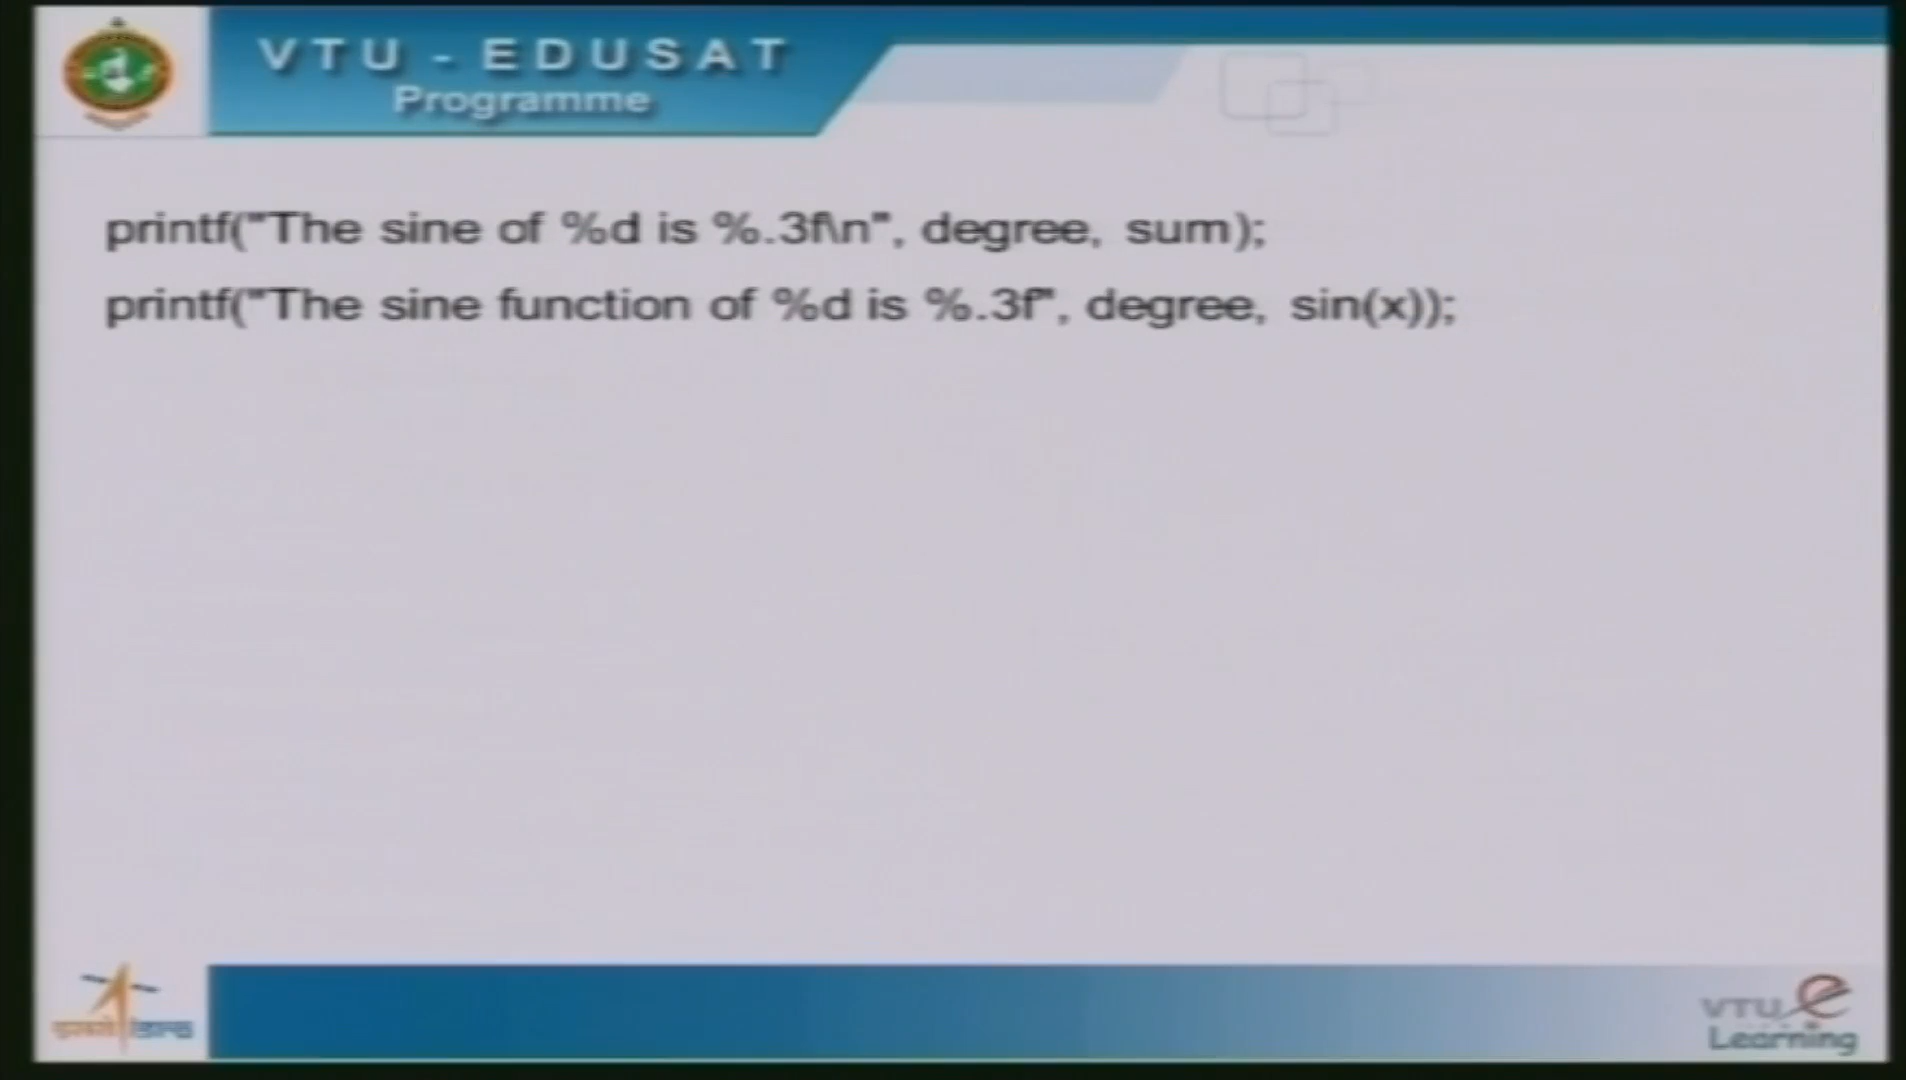 VTU - EDUSAT
Programme
printf("The sine of %d is %.3f\n", degree, sum);
printf("The sine function of %d is %.3f", degree, sin(x));
इसरो
VTU e
Learning